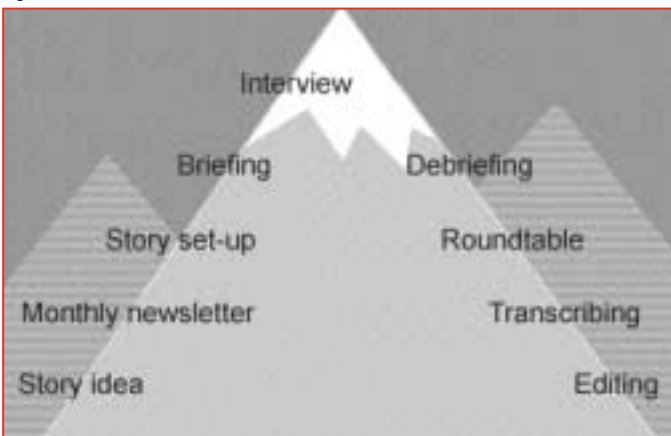 Interview
Briefing
Debriefing
Story set-up
Roundtable
Monthly newsletter
Transcribing
Story idea
Editing